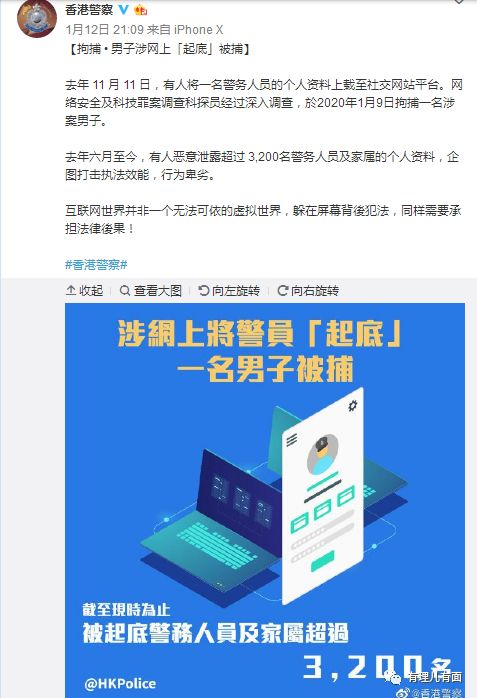 香港警察
1月12日 21:09 来自 iPhone X
【拘捕•男子涉网上「起底」被捕】
去年 11 月 11 日，有人将一名警务人员的个人资料上载至社交网站平台。网
络安全及科技罪案调查科探员经过深入调查，於2020年1月9日拘捕一名涉
案男子。
去年六月至今，有人恶意泄露超过 3,200名警务人员及家属的个人资料，企
图打击执法效能，行为卑劣。
互联网世界并非一个无法可依的虚拟世界，躲在屏幕背後犯法，同样需要承
担法律後果！
#香港警察#
收起 查看大图 向左旋转 向右旋转
涉網上將警員「起底」
一名男子被捕
截至現時為止
被起底警務人員及家屬超過
3,200名
@HKPolice
有理儿有面
@香港警察